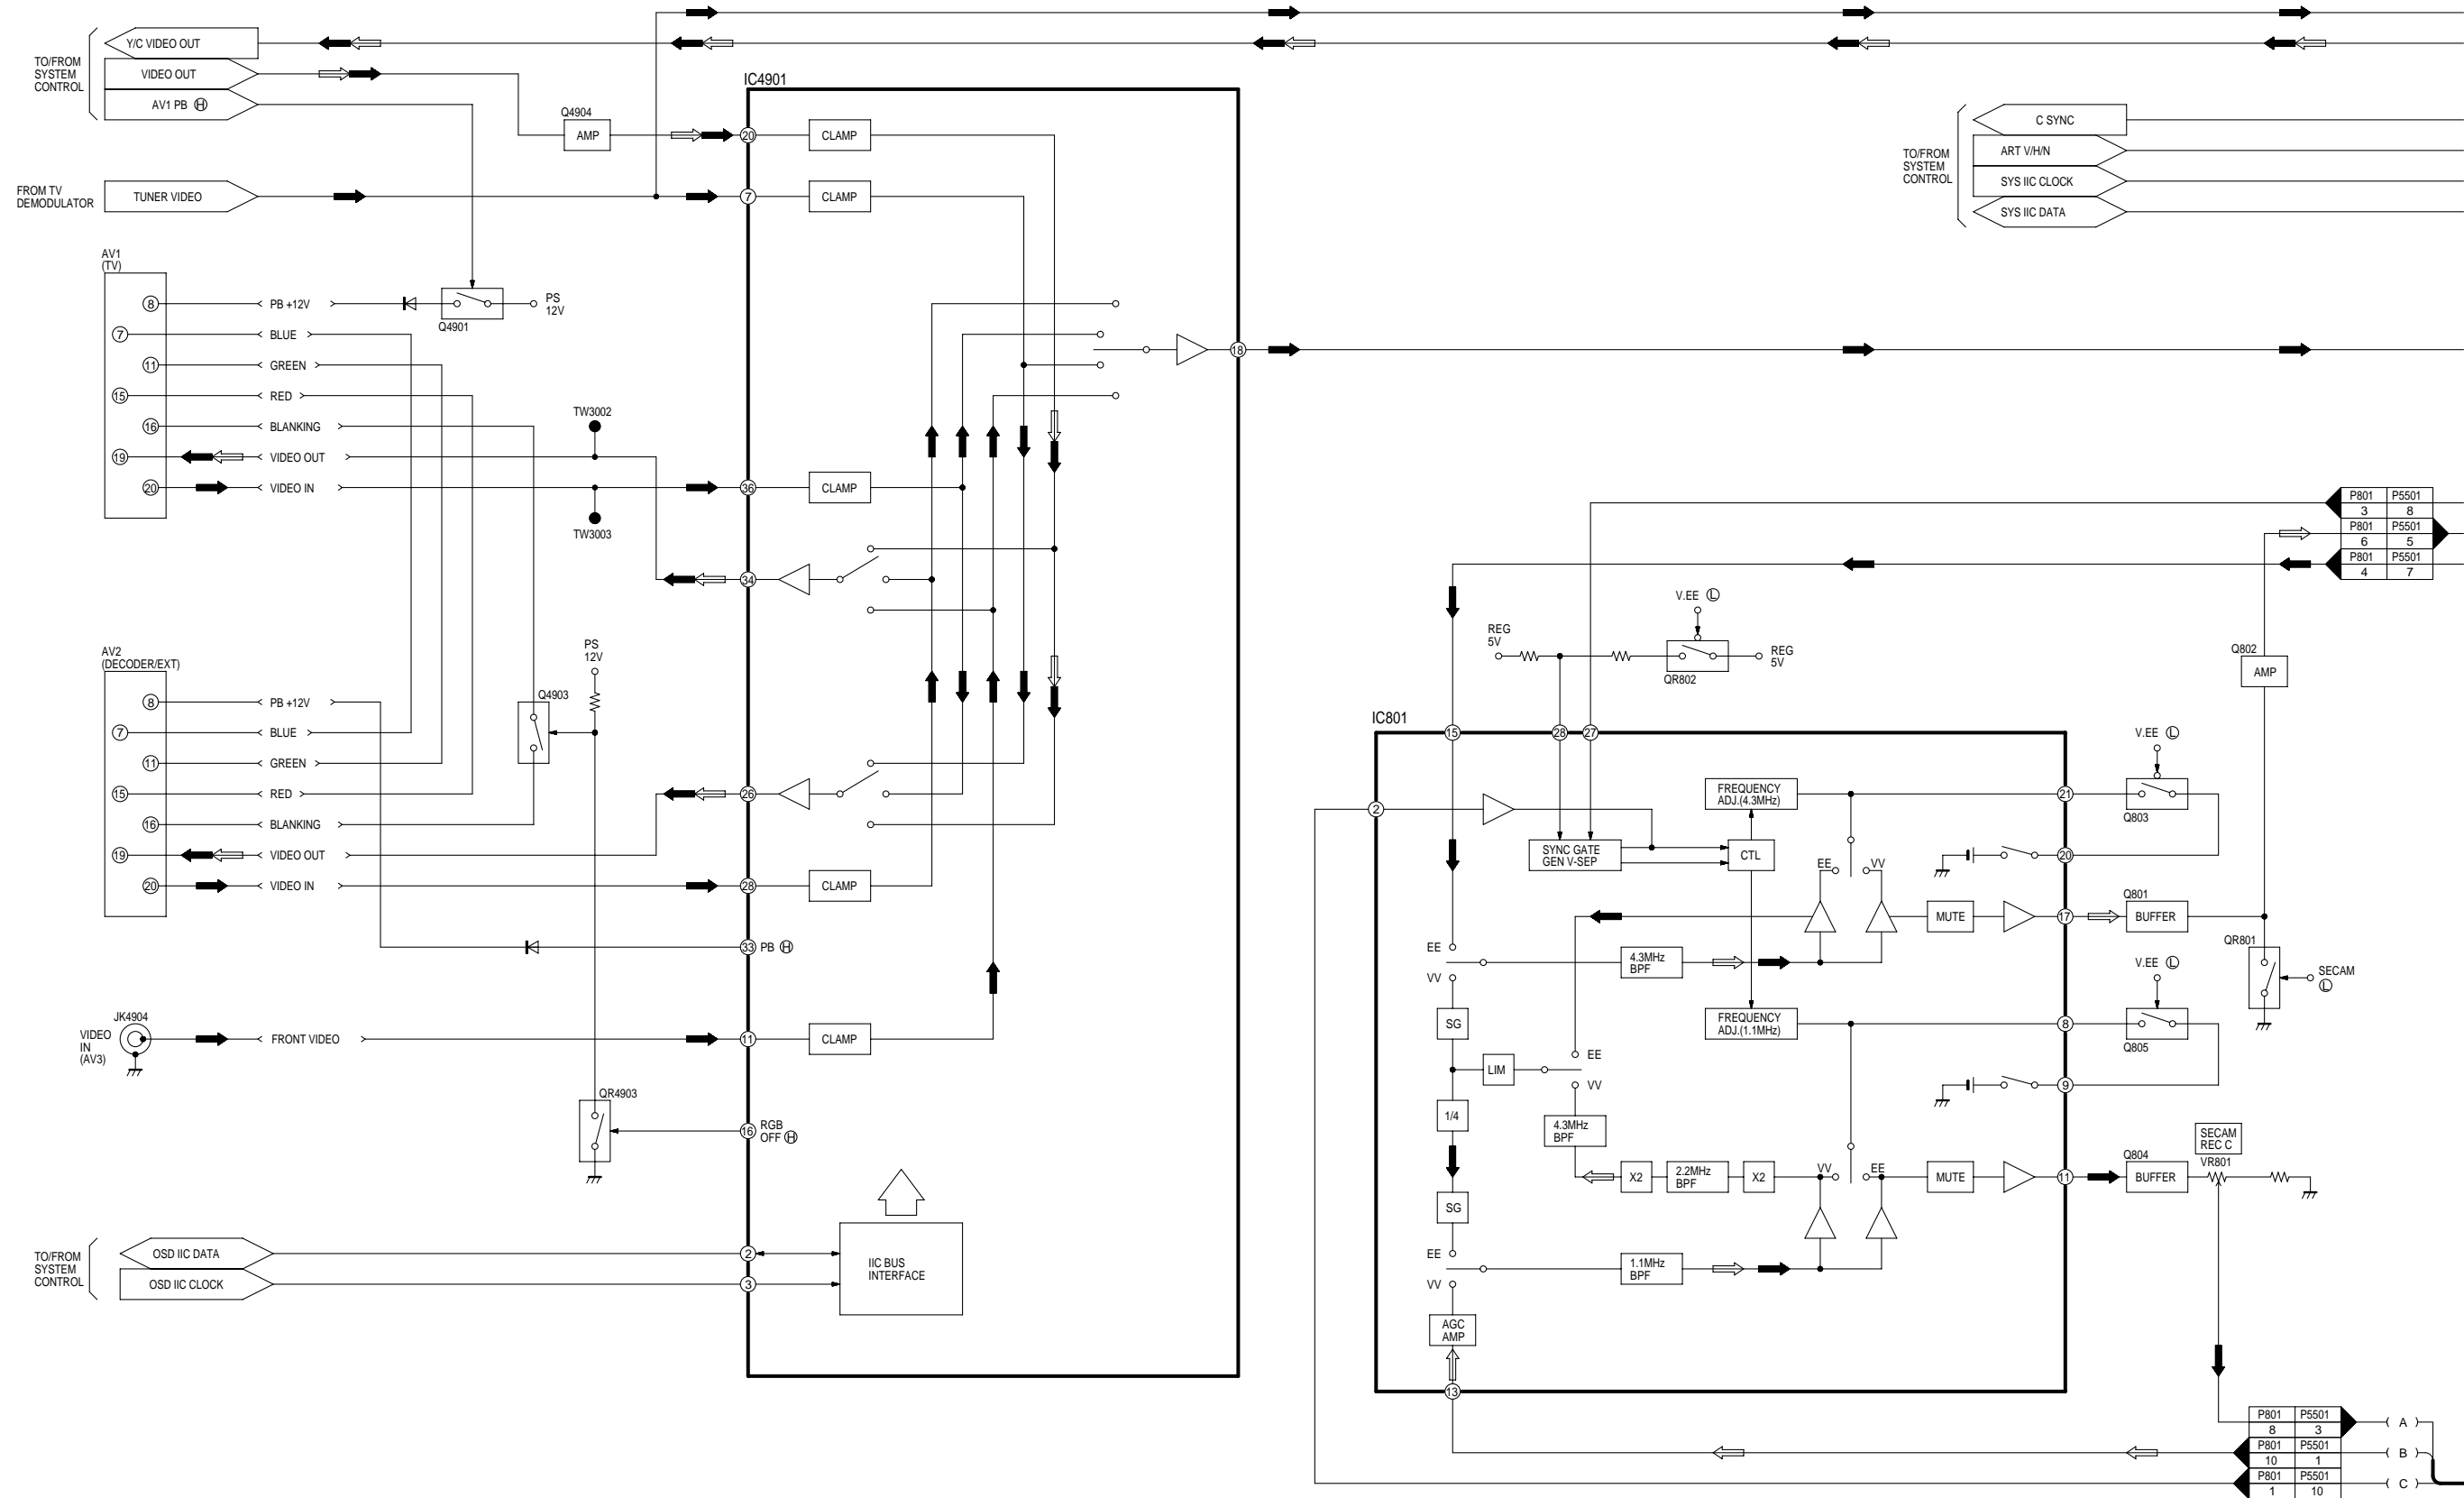 Y/C VIDEO OUT
TO/FROM
SYSTEM
CONTROL
VIDEO OUT
AV1 PB Ⓗ
FROM TV
DEMODULATOR
TUNER VIDEO
Q4904
AMP
IC4901
20
CLAMP
7
CLAMP
TO/FROM
SYSTEM
CONTROL
C SYNC
ART V/H/N
SYS IIC CLOCK
SYS IIC DATA
AV1
(TV)
8
PB +12V
Q4901
PS
12V
7
BLUE
11
GREEN
15
RED
16
BLANKING
19
VIDEO OUT
20
VIDEO IN
TW3002
TW3003
36
CLAMP
18
34
P801
P5501
3
8
P801
P5501
6
5
P801
P5501
4
7
AV2
(DECODER/EXT)
8
PB +12V
7
BLUE
11
GREEN
15
RED
16
BLANKING
19
VIDEO OUT
20
VIDEO IN
PS
12V
Q4903
26
28
CLAMP
33
PB Ⓗ
VIDEO
IN
(AV3)
JK4904
FRONT VIDEO
11
CLAMP
QR4903
16
RGB
OFF Ⓗ
TO/FROM
SYSTEM
CONTROL
OSD IIC DATA
OSD IIC CLOCK
2
3
IIC BUS
INTERFACE
V.EE Ⓛ
REG
5V
REG
5V
QR802
Q802
AMP
IC801
15
28
27
2
FREQUENCY
ADJ.(4.3MHz)
SYNC GATE
GEN V-SEP
CTL
EE
VV
21
V.EE Ⓛ
Q803
20
MUTE
17
Q801
BUFFER
QR801
SECAM
Ⓛ
EE
VV
4.3MHz
BPF
FREQUENCY
ADJ.(1.1MHz)
8
V.EE Ⓛ
Q805
9
SG
LIM
EE
VV
1/4
4.3MHz
BPF
X2
2.2MHz
BPF
X2
VV
EE
MUTE
11
Q804
BUFFER
SECAM
REC C
VR801
SG
EE
VV
1.1MHz
BPF
AGC
AMP
13
P801
P5501
8
3
A
P801
P5501
10
1
B
P801
P5501
1
10
C